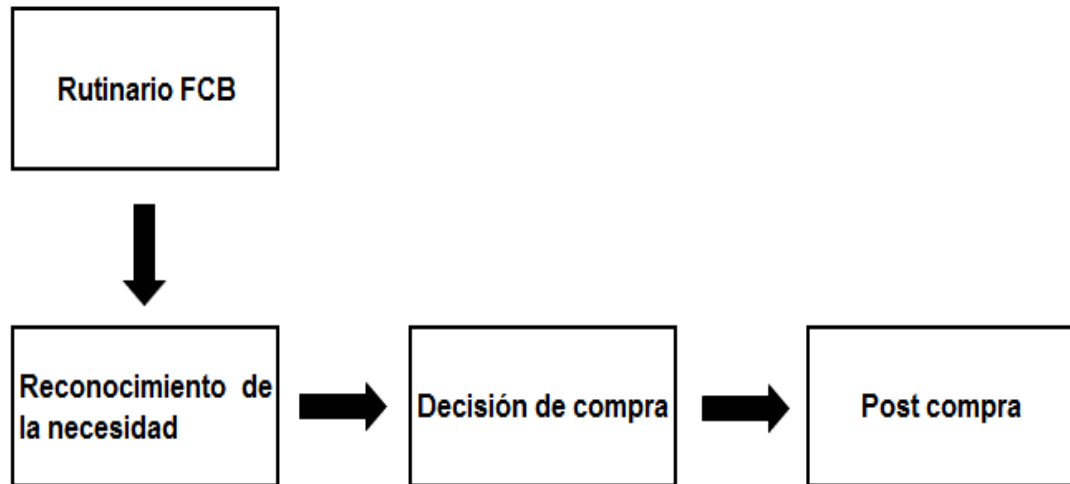 Rutinario FCB
Reconocimiento de
la necesidad
Decisión de compra
Post compra